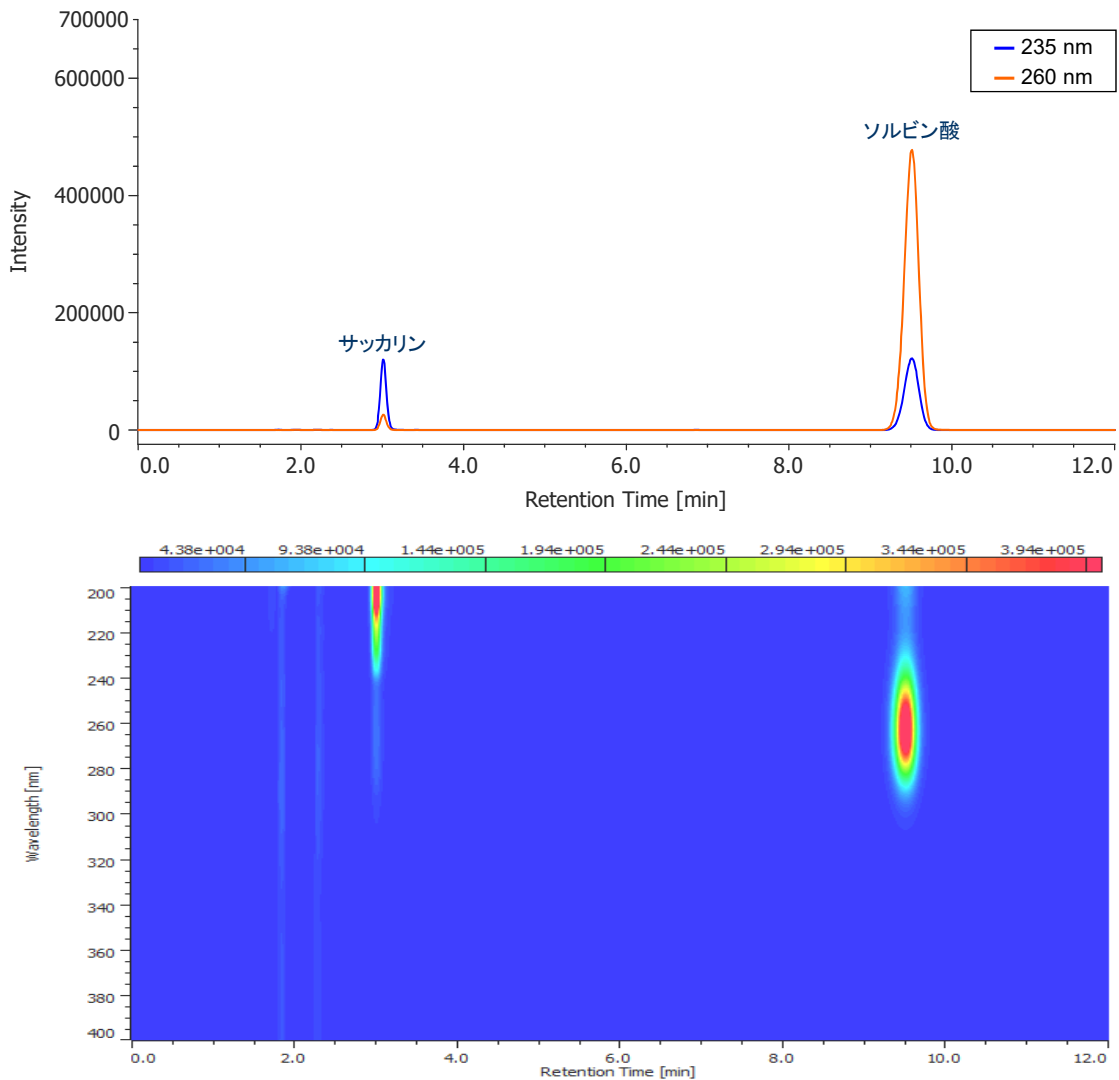 700000
235 nm
260 nm
600000
ソルビン酸
400000
Intensity
200000
サッカリン
0
0.0 2.0 4.0 6.0 8.0 10.0 12.0
Retention Time [min]
4.38e+004 9.38e+004 1.44e+005 1.94e+005 2.44e+005 2.94e+005 3.44e+005 3.94e+005
200
220
240
260
280
300
320
340
360
380
400
Wavelength [nm]
0.0 2.0 4.0 6.0 8.0 10.0 12.0
Retention Time [min]